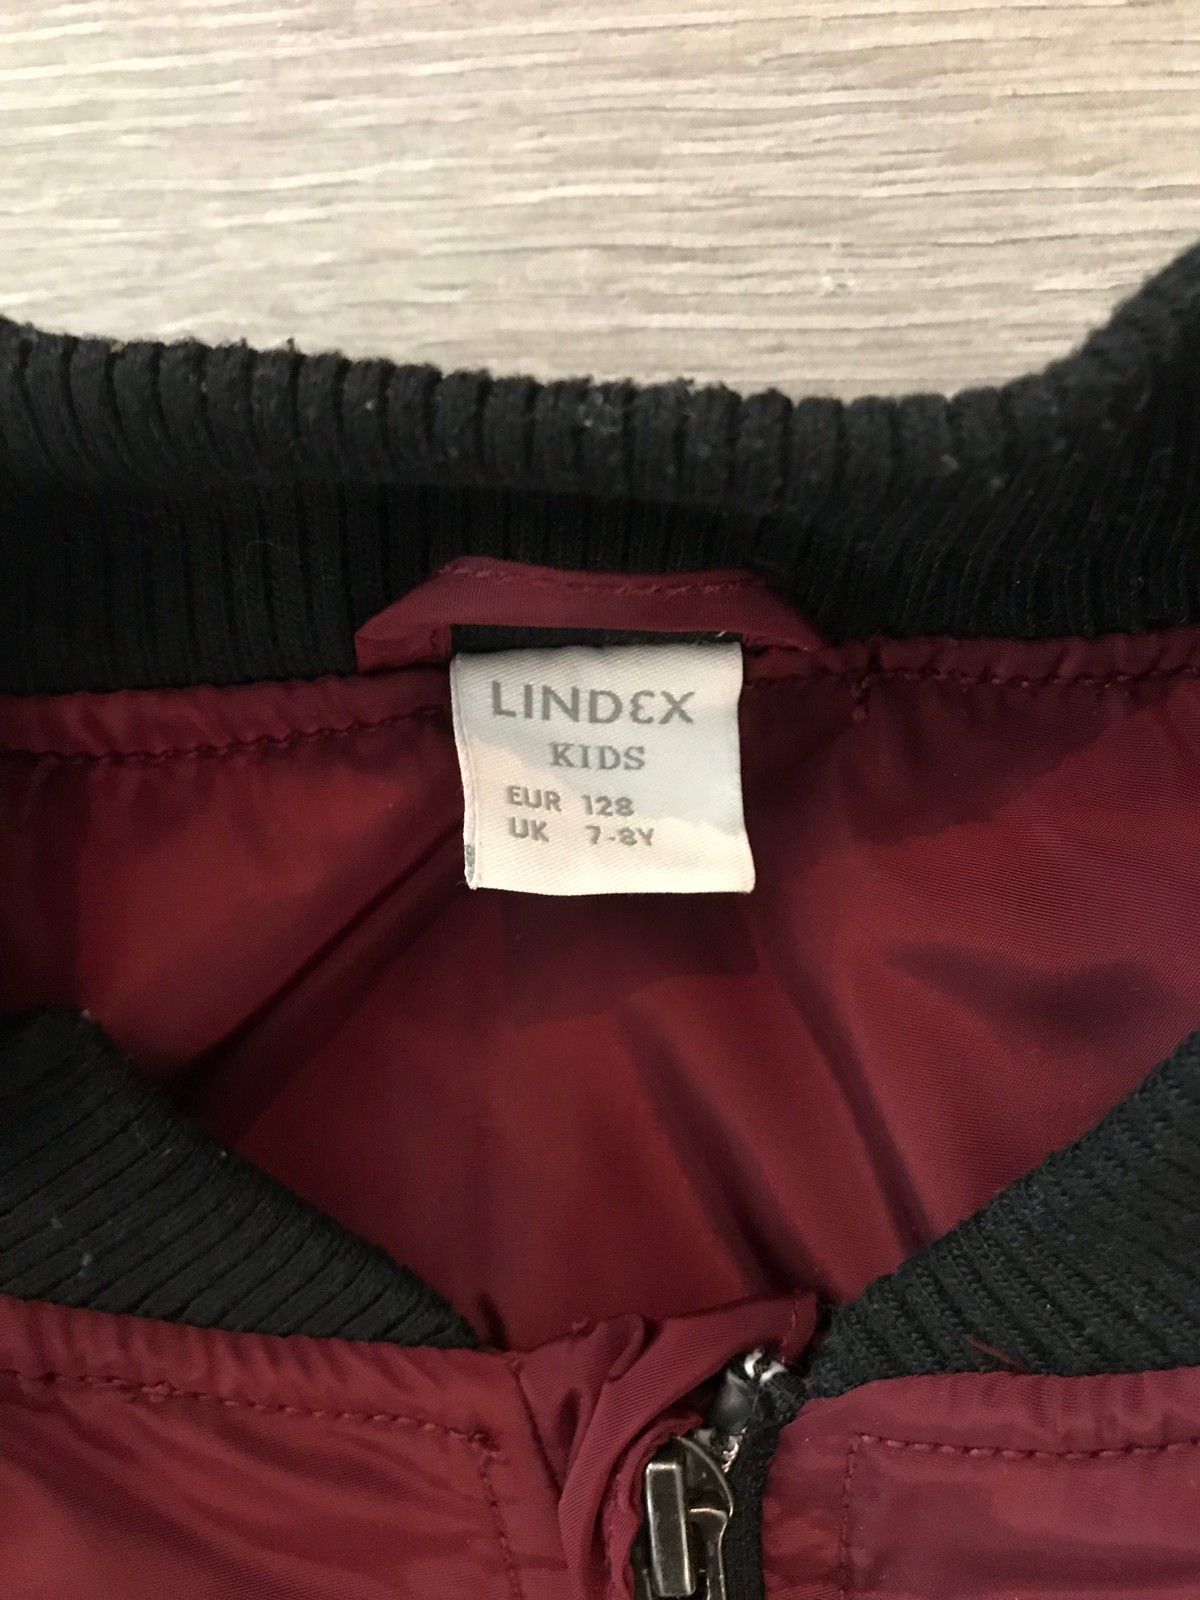 LINDEX
KIDS
EUR 128
UK 7-8Y